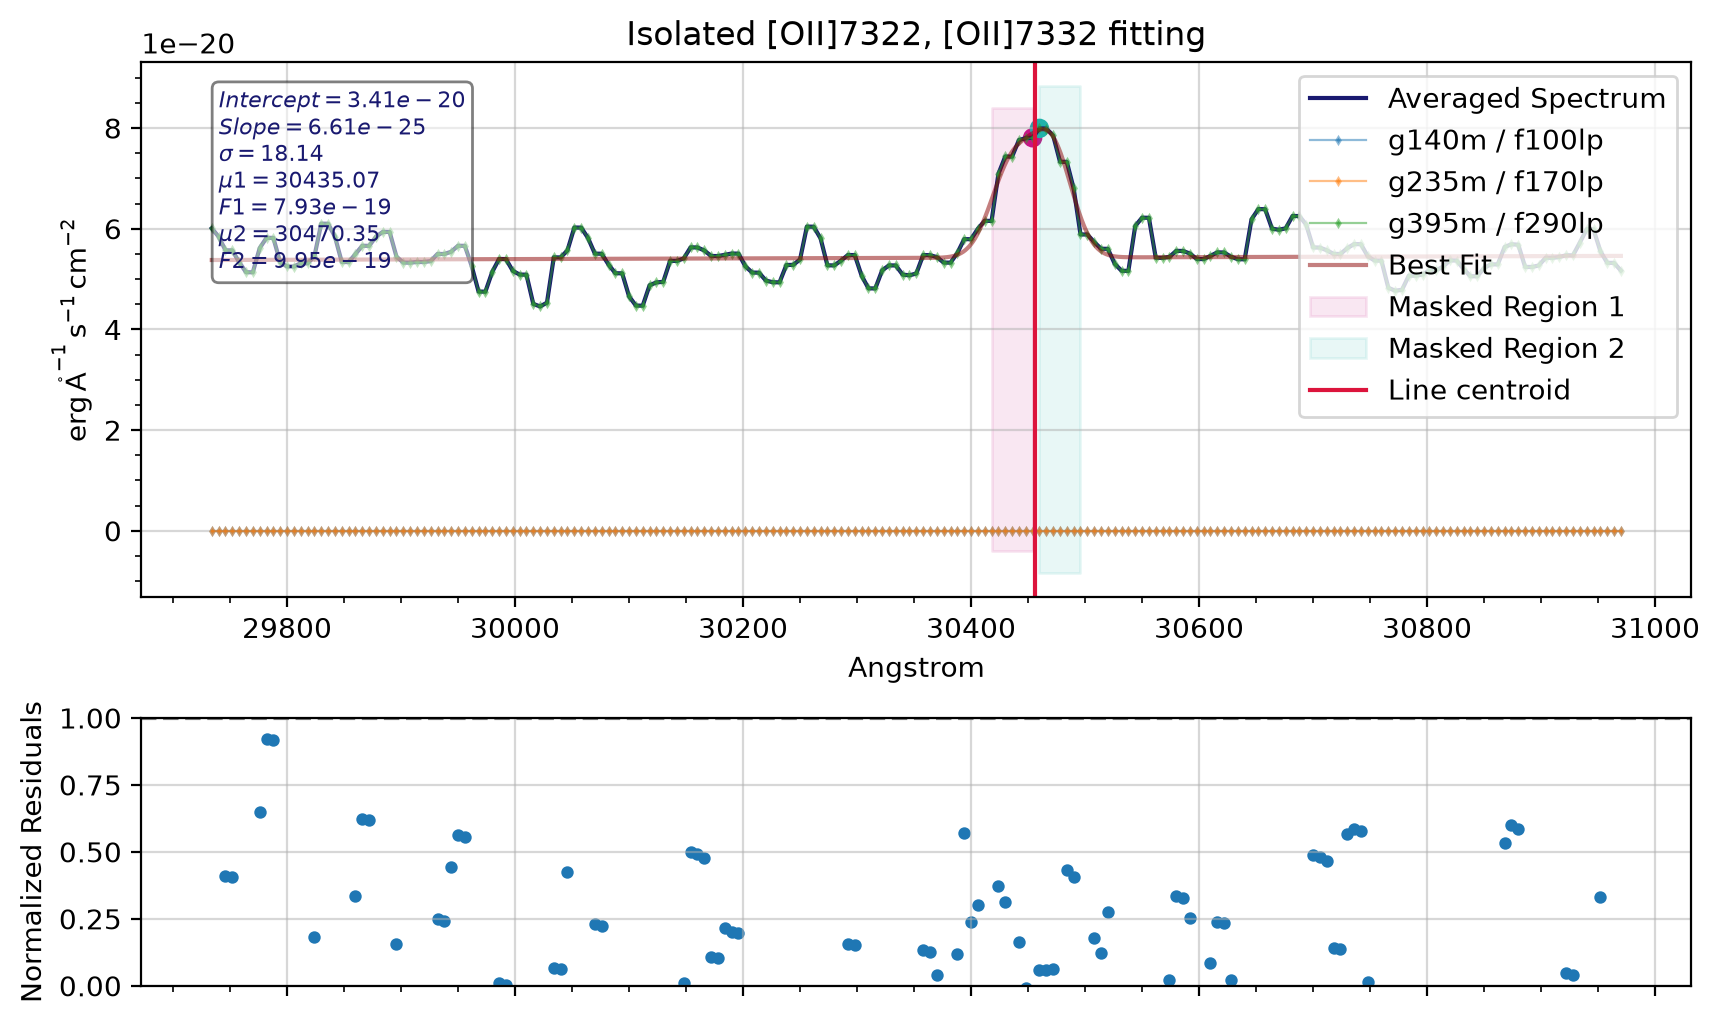 Isolated [OII]7322, [OII]7332 fitting
1e−20
Intercept = 3.41e − 20
Slope = 6.61e − 25
σ = 18.14
μ1 = 30435.07
F1 = 7.93e − 19
μ2 = 30470.35
F2 = 9.95e − 19
Averaged Spectrum
g140m / f100lp
g235m / f170lp
g395m / f290lp
Best Fit
Masked Region 1
Masked Region 2
Line centroid
erg Å⁻¹ s⁻¹ cm⁻²
8
6
4
2
0
29800 30000 30200 30400 30600 30800 31000
Angstrom
Normalized Residuals
1.00
0.75
0.50
0.25
0.00